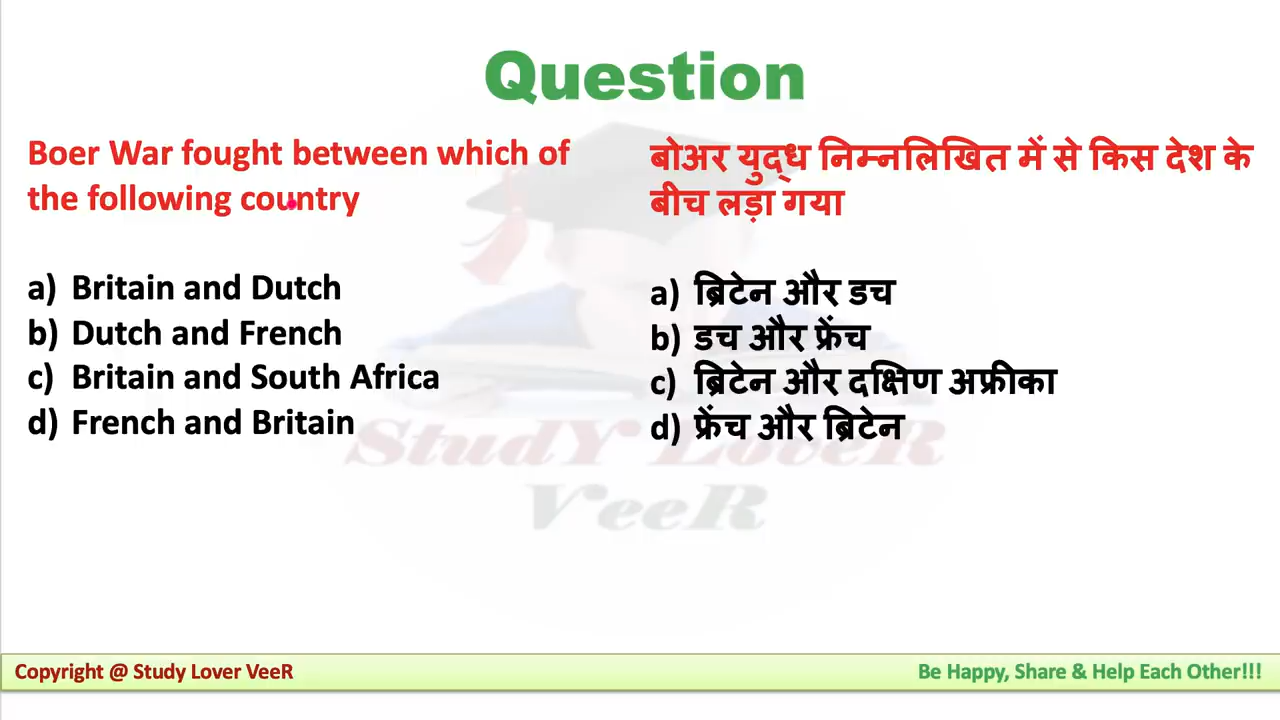 Question
Boer War fought between which of
the following country
a) Britain and Dutch
b) Dutch and French
c) Britain and South Africa
d) French and Britain
बोअर युद्ध निम्नलिखित में से किस देश के
बीच लड़ा गया
a) ब्रिटेन और डच
b) डच और फ्रेंच
c) ब्रिटेन और दक्षिण अफ्रीका
d) फ्रेंच और ब्रिटेन
StudY LoveR
VeeR
Copyright @ Study Lover VeeR
Be Happy, Share & Help Each Other!!!